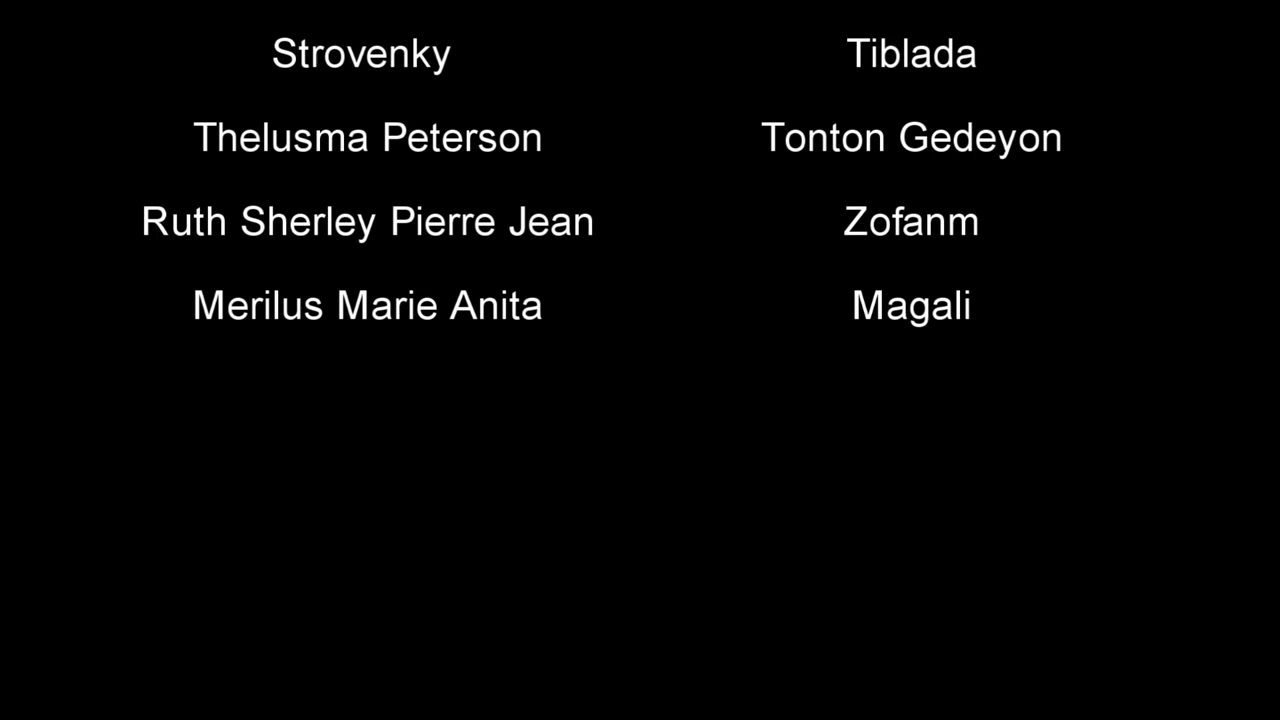 Strovenky Tiblada
Thelusma Peterson Tonton Gedeyon
Ruth Sherley Pierre Jean Zofanm
Merilus Marie Anita Magali